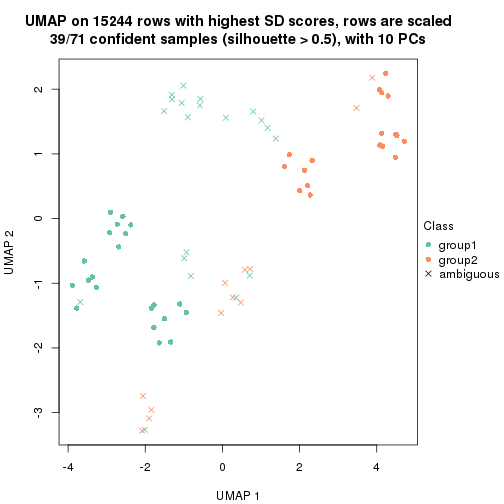 UMAP on 15244 rows with highest SD scores, rows are scaled
39/71 confident samples (silhouette > 0.5), with 10 PCs
2
1
0
-1
-2
-3
UMAP 2
-4
-2
0
2
4
UMAP 1
Class
group1
group2
ambiguous